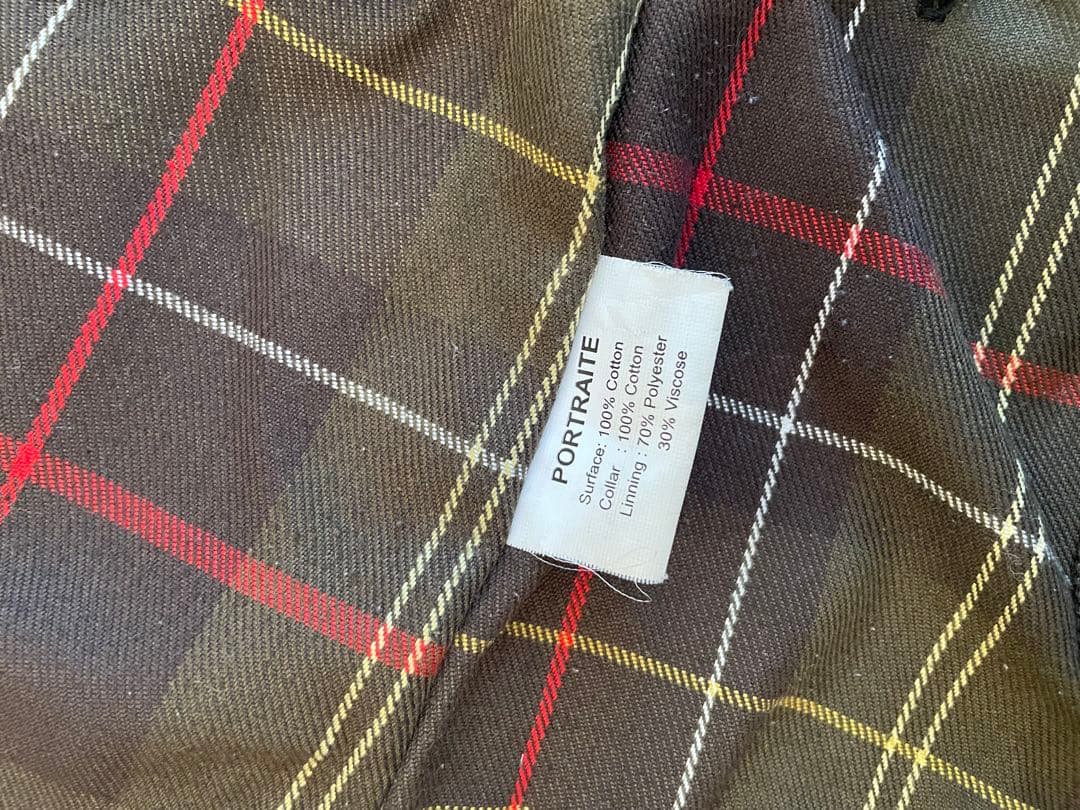 PORTRAITE
Surface: 100% Cotton
Collar : 100% Cotton
Linning : 70% Polyester
30% Viscose